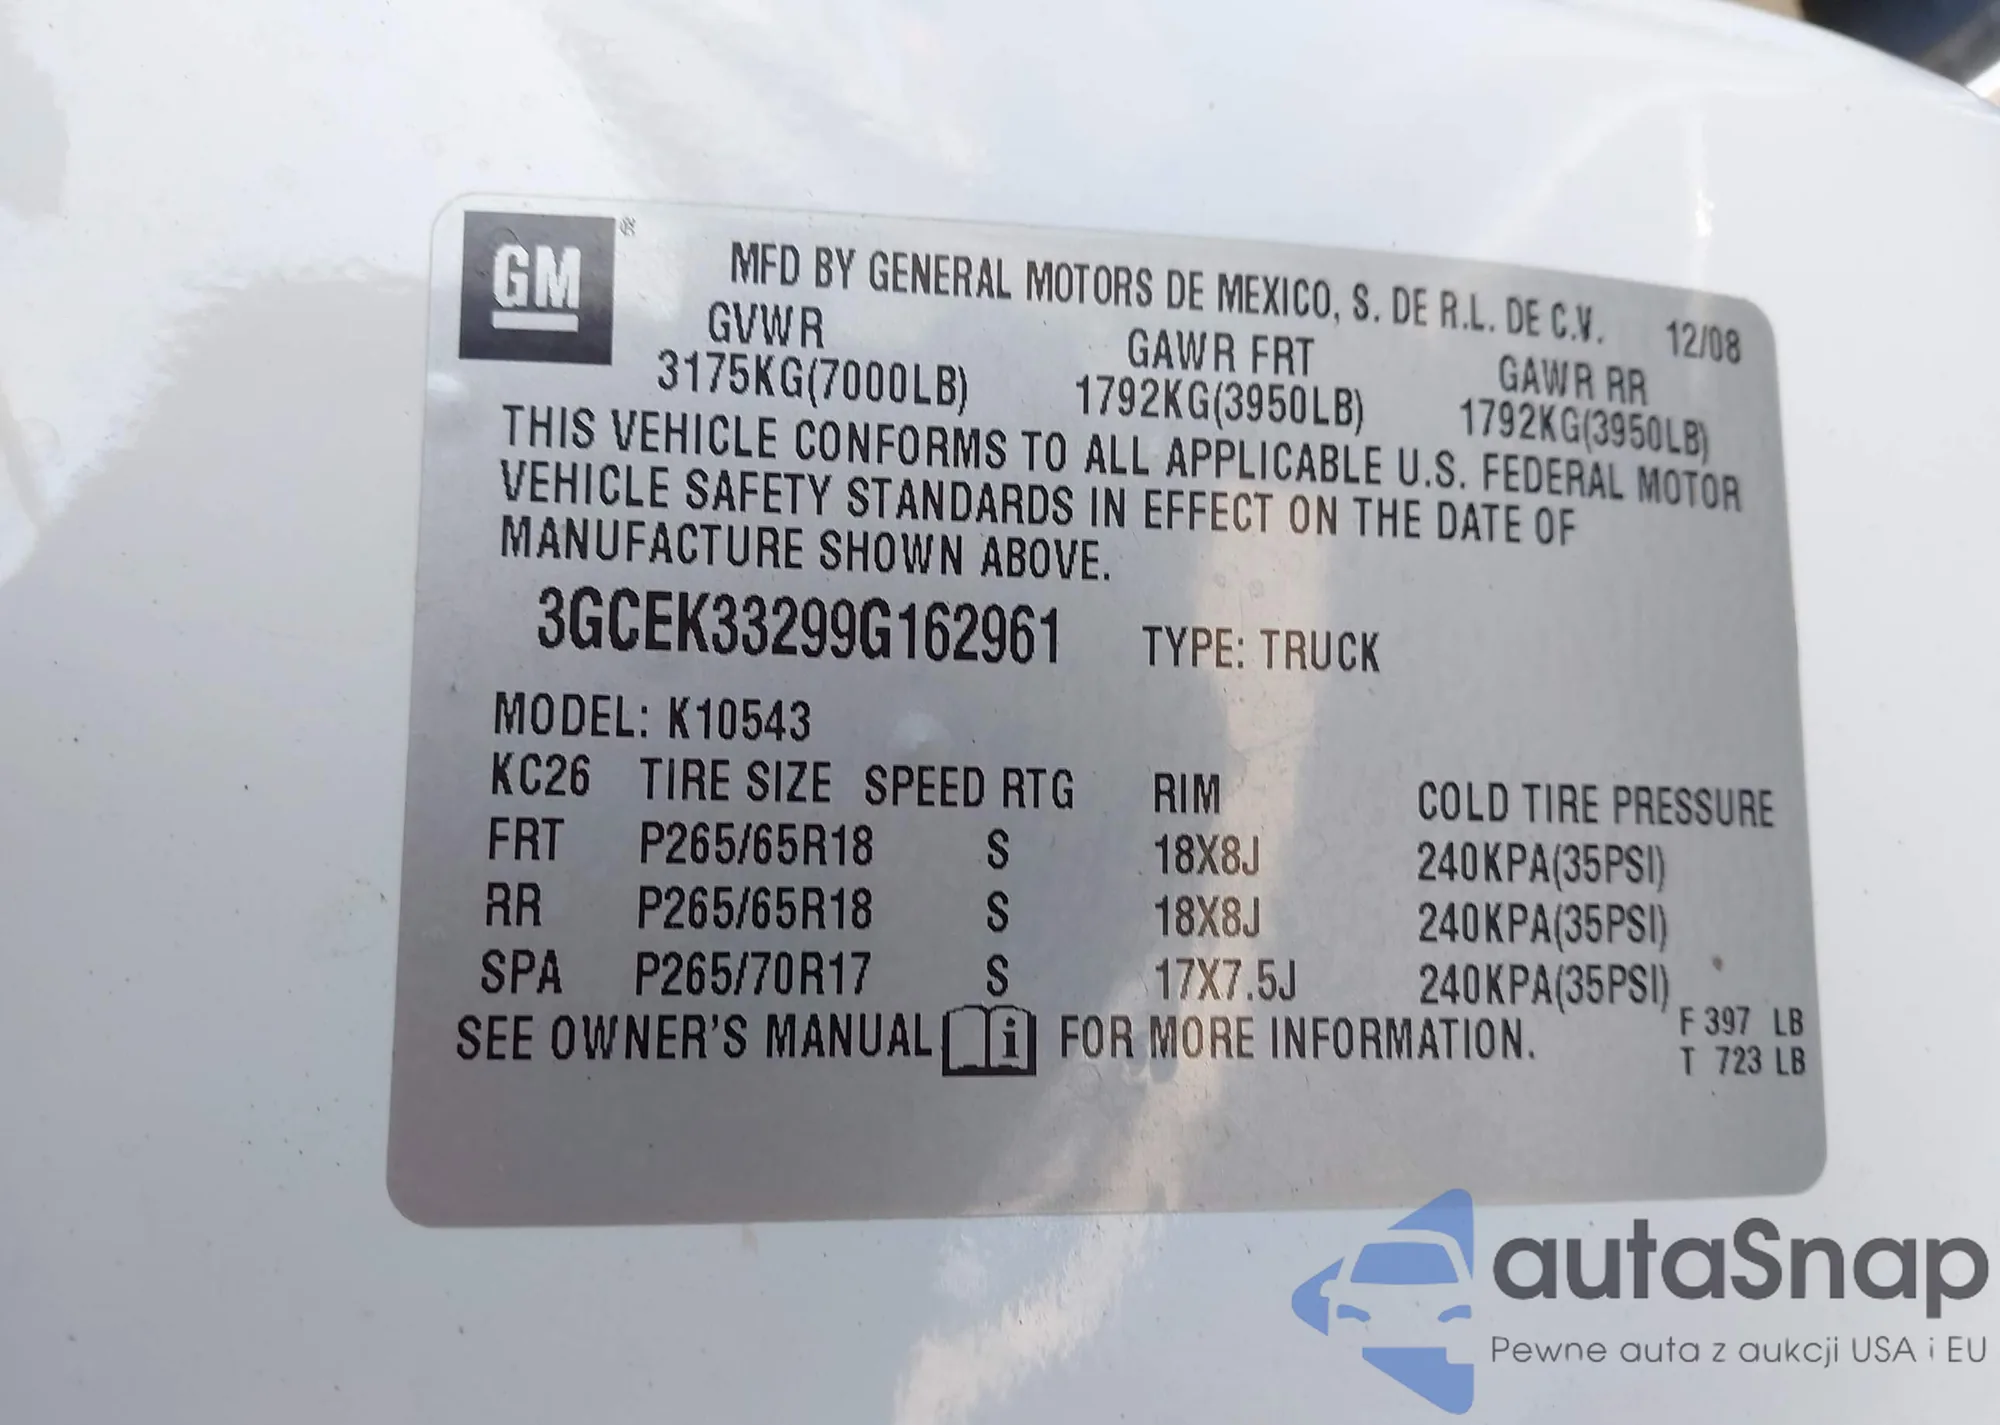 GM ®
MFD BY GENERAL MOTORS DE MEXICO, S. DE R.L. DE C.V. 12/08
GVWR GAWR FRT GAWR RR
3175KG(7000LB) 1792KG(3950LB) 1792KG(3950LB)
THIS VEHICLE CONFORMS TO ALL APPLICABLE U.S. FEDERAL MOTOR
VEHICLE SAFETY STANDARDS IN EFFECT ON THE DATE OF
MANUFACTURE SHOWN ABOVE.
3GCEK33299G162961 TYPE: TRUCK
MODEL: K10543
KC26 TIRE SIZE SPEED RTG RIM COLD TIRE PRESSURE
FRT P265/65R18 S 18X8J 240KPA(35PSI)
RR P265/65R18 S 18X8J 240KPA(35PSI)
SPA P265/70R17 S 17X7.5J 240KPA(35PSI)
SEE OWNER'S MANUAL i FOR MORE INFORMATION.
F 397 LB
T 723 LB
autaSnap
Pewne auta z aukcji USA i EU